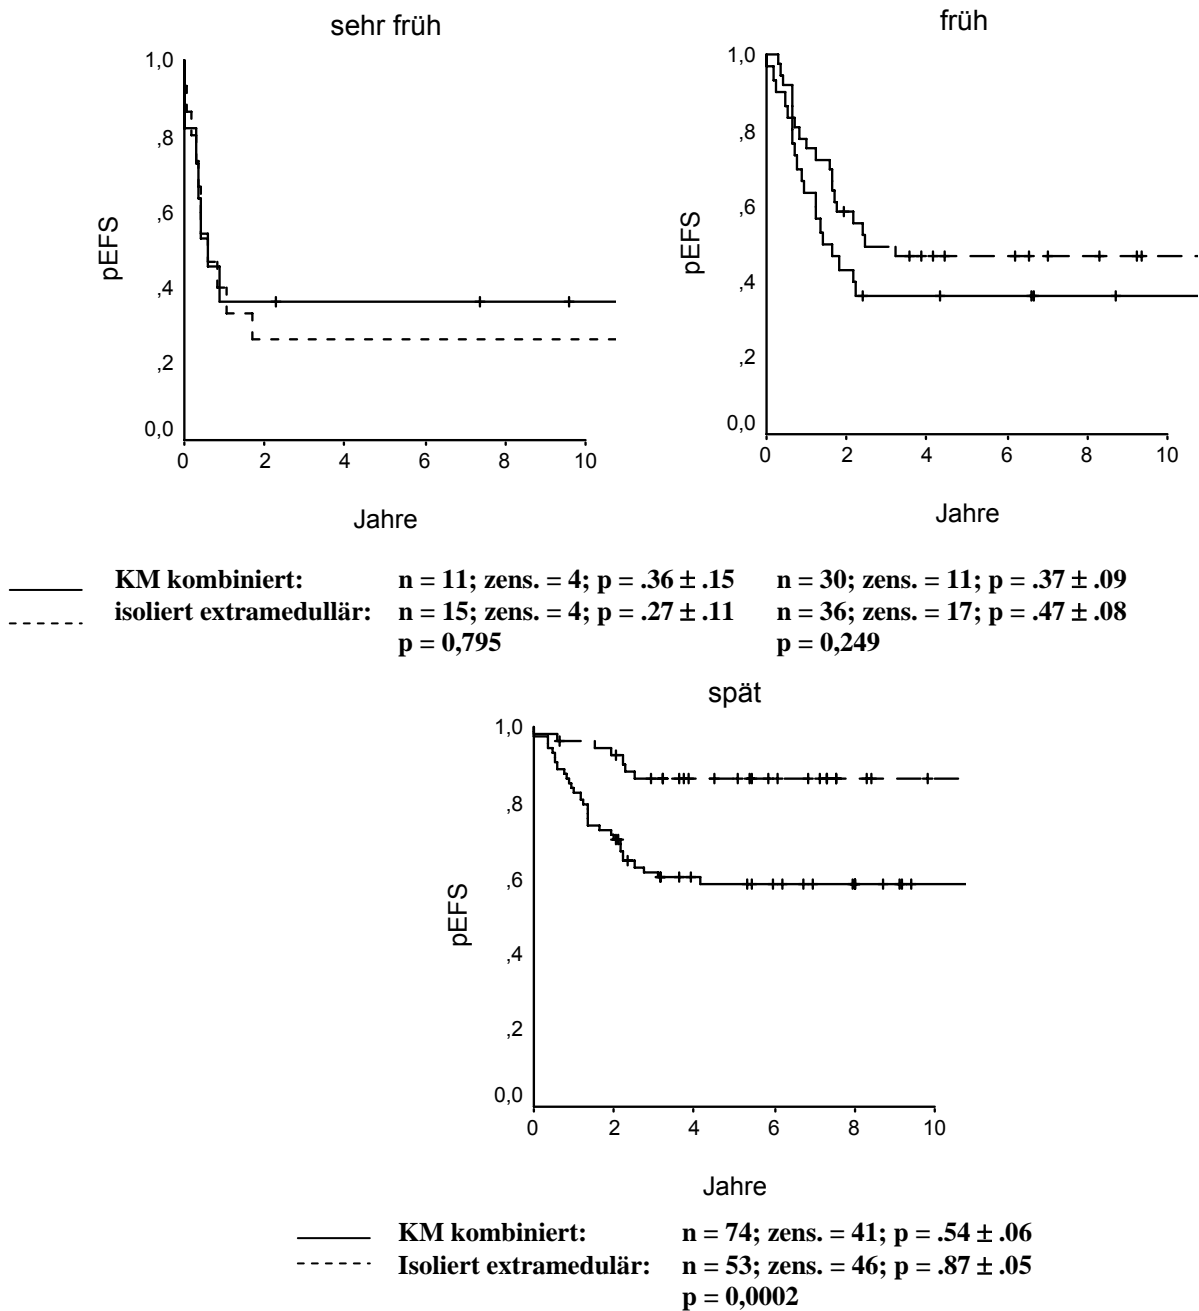 sehr früh
1,0
,8
,6
,4
,2
0,0
pEFS
0 2 4 6 8 10
Jahre
früh
1,0
,8
,6
,4
,2
0,0
pEFS
0 2 4 6 8 10
Jahre
KM kombiniert: n = 11; zens. = 4; p = .36 ± .15 n = 30; zens. = 11; p = .37 ± .09
isoliert extramedullär: n = 15; zens. = 4; p = .27 ± .11 n = 36; zens. = 17; p = .47 ± .08
p = 0,795 p = 0,249
spät
1,0
,8
,6
,4
,2
0,0
pEFS
0 2 4 6 8 10
Jahre
KM kombiniert: n = 74; zens. = 41; p = .54 ± .06
Isoliert extramedulär: n = 53; zens. = 46; p = .87 ± .05
p = 0,0002